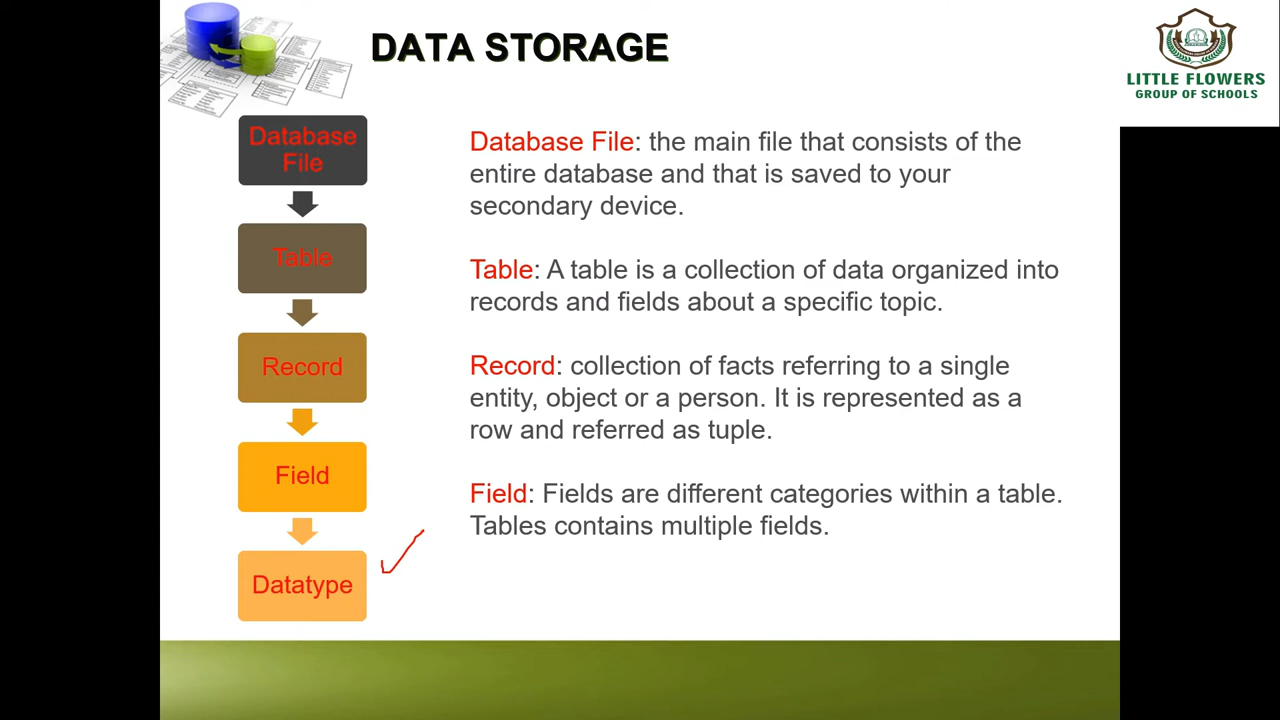 DATA STORAGE
LITTLE FLOWERS
GROUP OF SCHOOLS
Database
File
Table
Record
Field
Datatype
Database File: the main file that consists of the
entire database and that is saved to your
secondary device.
Table: A table is a collection of data organized into
records and fields about a specific topic.
Record: collection of facts referring to a single
entity, object or a person. It is represented as a
row and referred as tuple.
Field: Fields are different categories within a table.
Tables contains multiple fields.